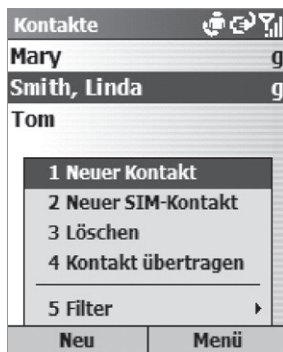 Kontakte
Mary g
Smith, Linda g
Tom
1 Neuer Kontakt
2 Neuer SIM-Kontakt
3 Löschen
4 Kontakt übertragen
5 Filter
Neu Menü